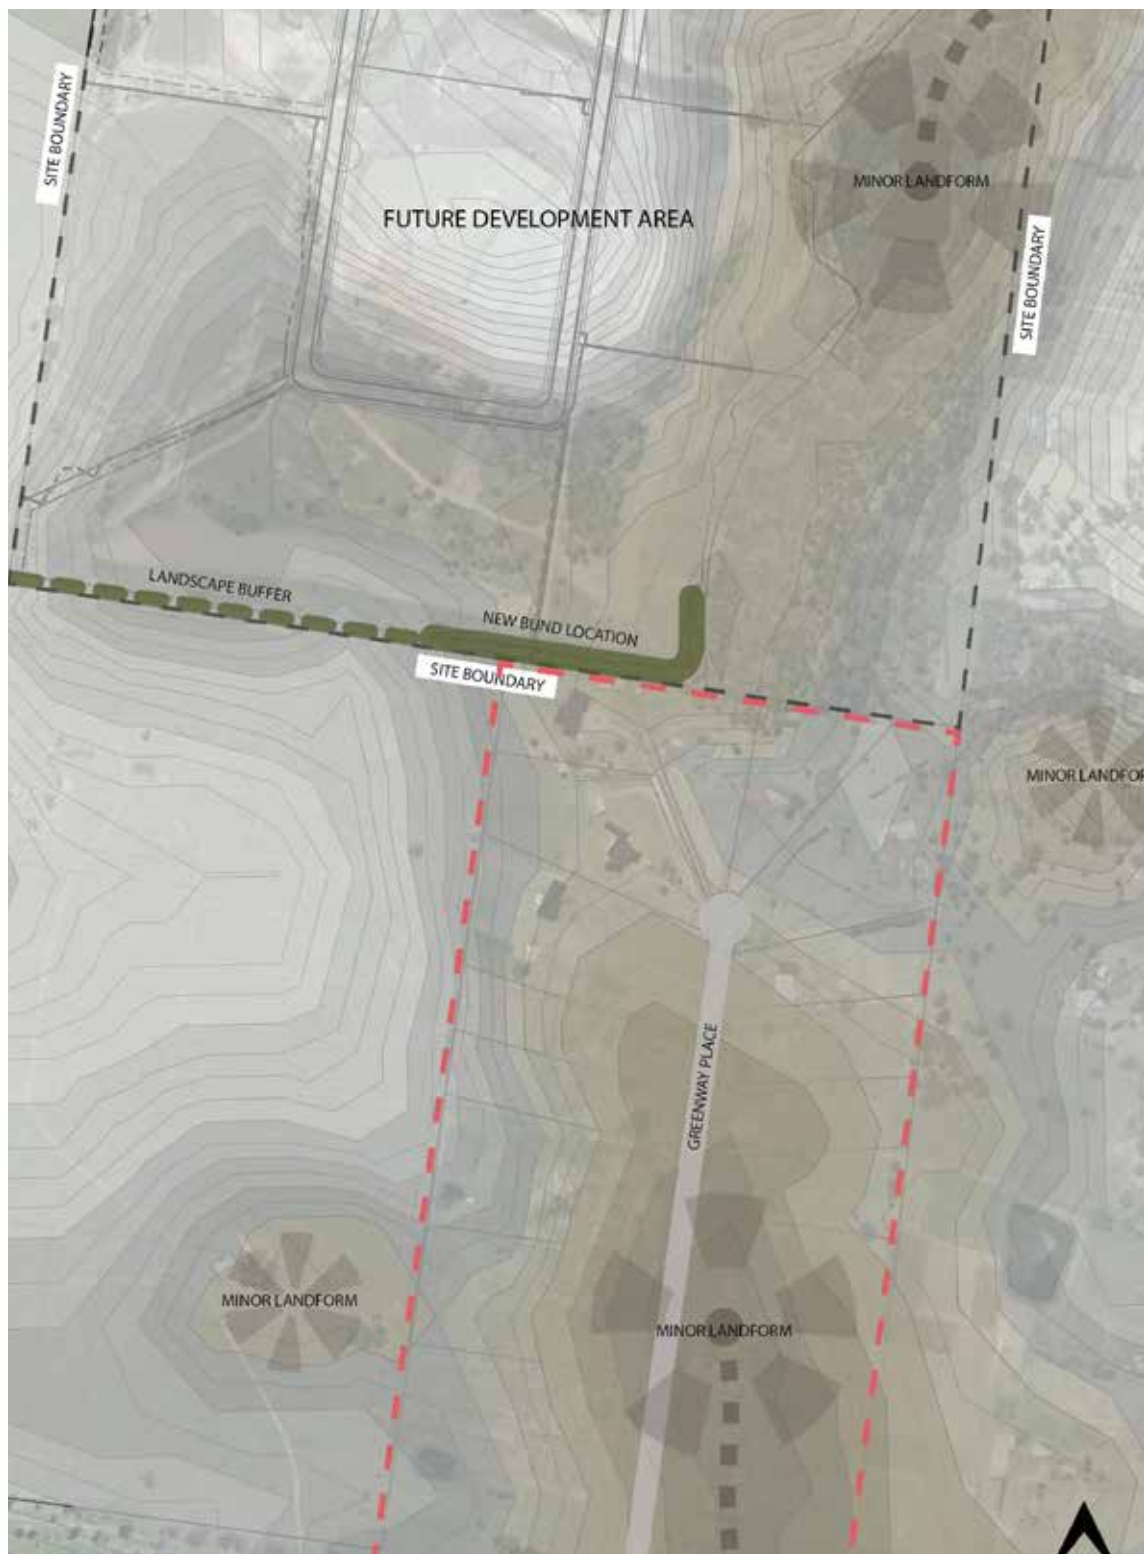 SITE BOUNDARY
MINOR LANDFORM
FUTURE DEVELOPMENT AREA
SITE BOUNDARY
LANDSCAPE BUFFER
NEW BUND LOCATION
SITE BOUNDARY
MINOR LANDFOR
GREENWAY PLACE
MINOR LANDFORM
MINOR LANDFORM